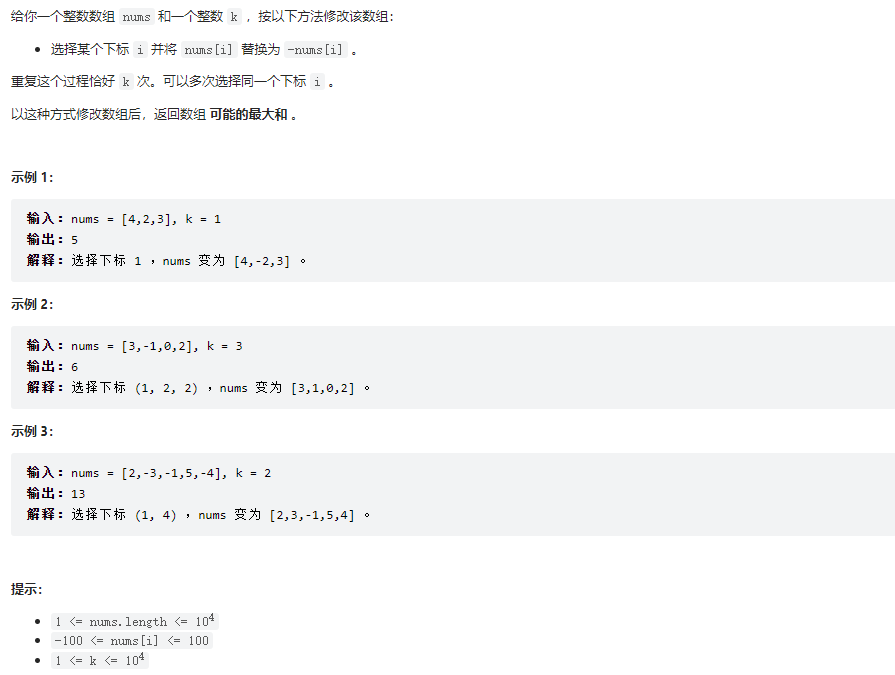 给你一个整数数组 nums 和一个整数 k ，按以下方法修改该数组：
• 选择某个下标 i 并将 nums[i] 替换为 -nums[i] 。
重复这个过程恰好 k 次。可以多次选择同一个下标 i 。
以这种方式修改数组后，返回数组 可能的最大和 。
示例 1：
输入：nums = [4,2,3], k = 1
输出：5
解释：选择下标 1 ，nums 变为 [4,-2,3] 。
示例 2：
输入：nums = [3,-1,0,2], k = 3
输出：6
解释：选择下标 (1, 2, 2) ，nums 变为 [3,1,0,2] 。
示例 3：
输入：nums = [2,-3,-1,5,-4], k = 2
输出：13
解释：选择下标 (1, 4) ，nums 变为 [2,3,-1,5,4] 。
提示：
• 1 <= nums.length <= 10⁴
• -100 <= nums[i] <= 100
• 1 <= k <= 10⁴